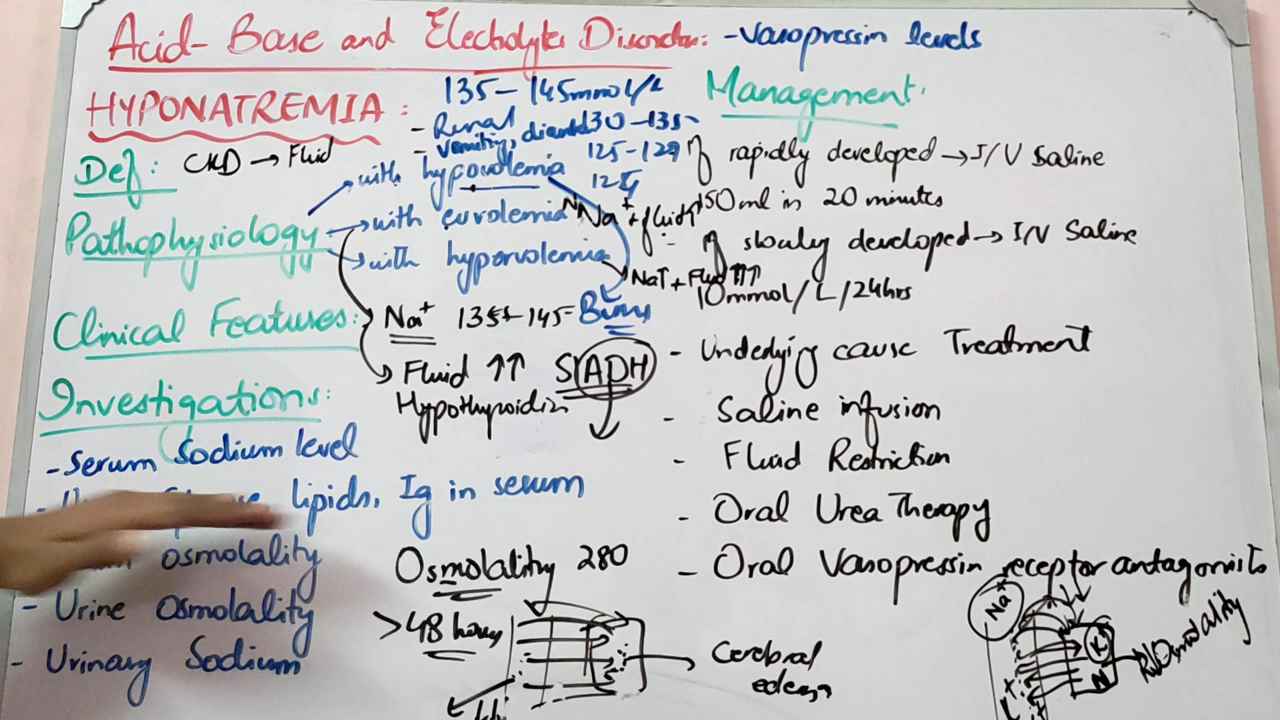 Acid-Base and Electrolytes Disorders: - Vasopressin levels
HYPONATREMIA : 135-145mmol/L
- Renal
- Vomiting, 130-135
125-129
125
Def: CKD → Fluid
Pathophysiology
→ with hypovolemia
→ with euvolemia
→ with hypervolemia
Na+ + fluid
Na↑ + Fluid ↑↑
Clinical Features:
Na+ 135-145
→ Fluid ↑↑ SIADH
Investigations:
- Serum Sodium level
lipids, Ig in serum
osmolality
- Urine Osmolality
- Urinary Sodium
Osmolality 280
>48 hours
Cerebral
edema
Management:
If rapidly developed → I/V Saline
150ml in 20 minutes
If slowly developed → I/V Saline
10mmol/L/24hrs
- Underlying cause Treatment
- Saline infusion
- Fluid Restriction
- Oral Urea Therapy
- Oral Vasopressin receptor antagonists
Na+
K+
N
Osmolality